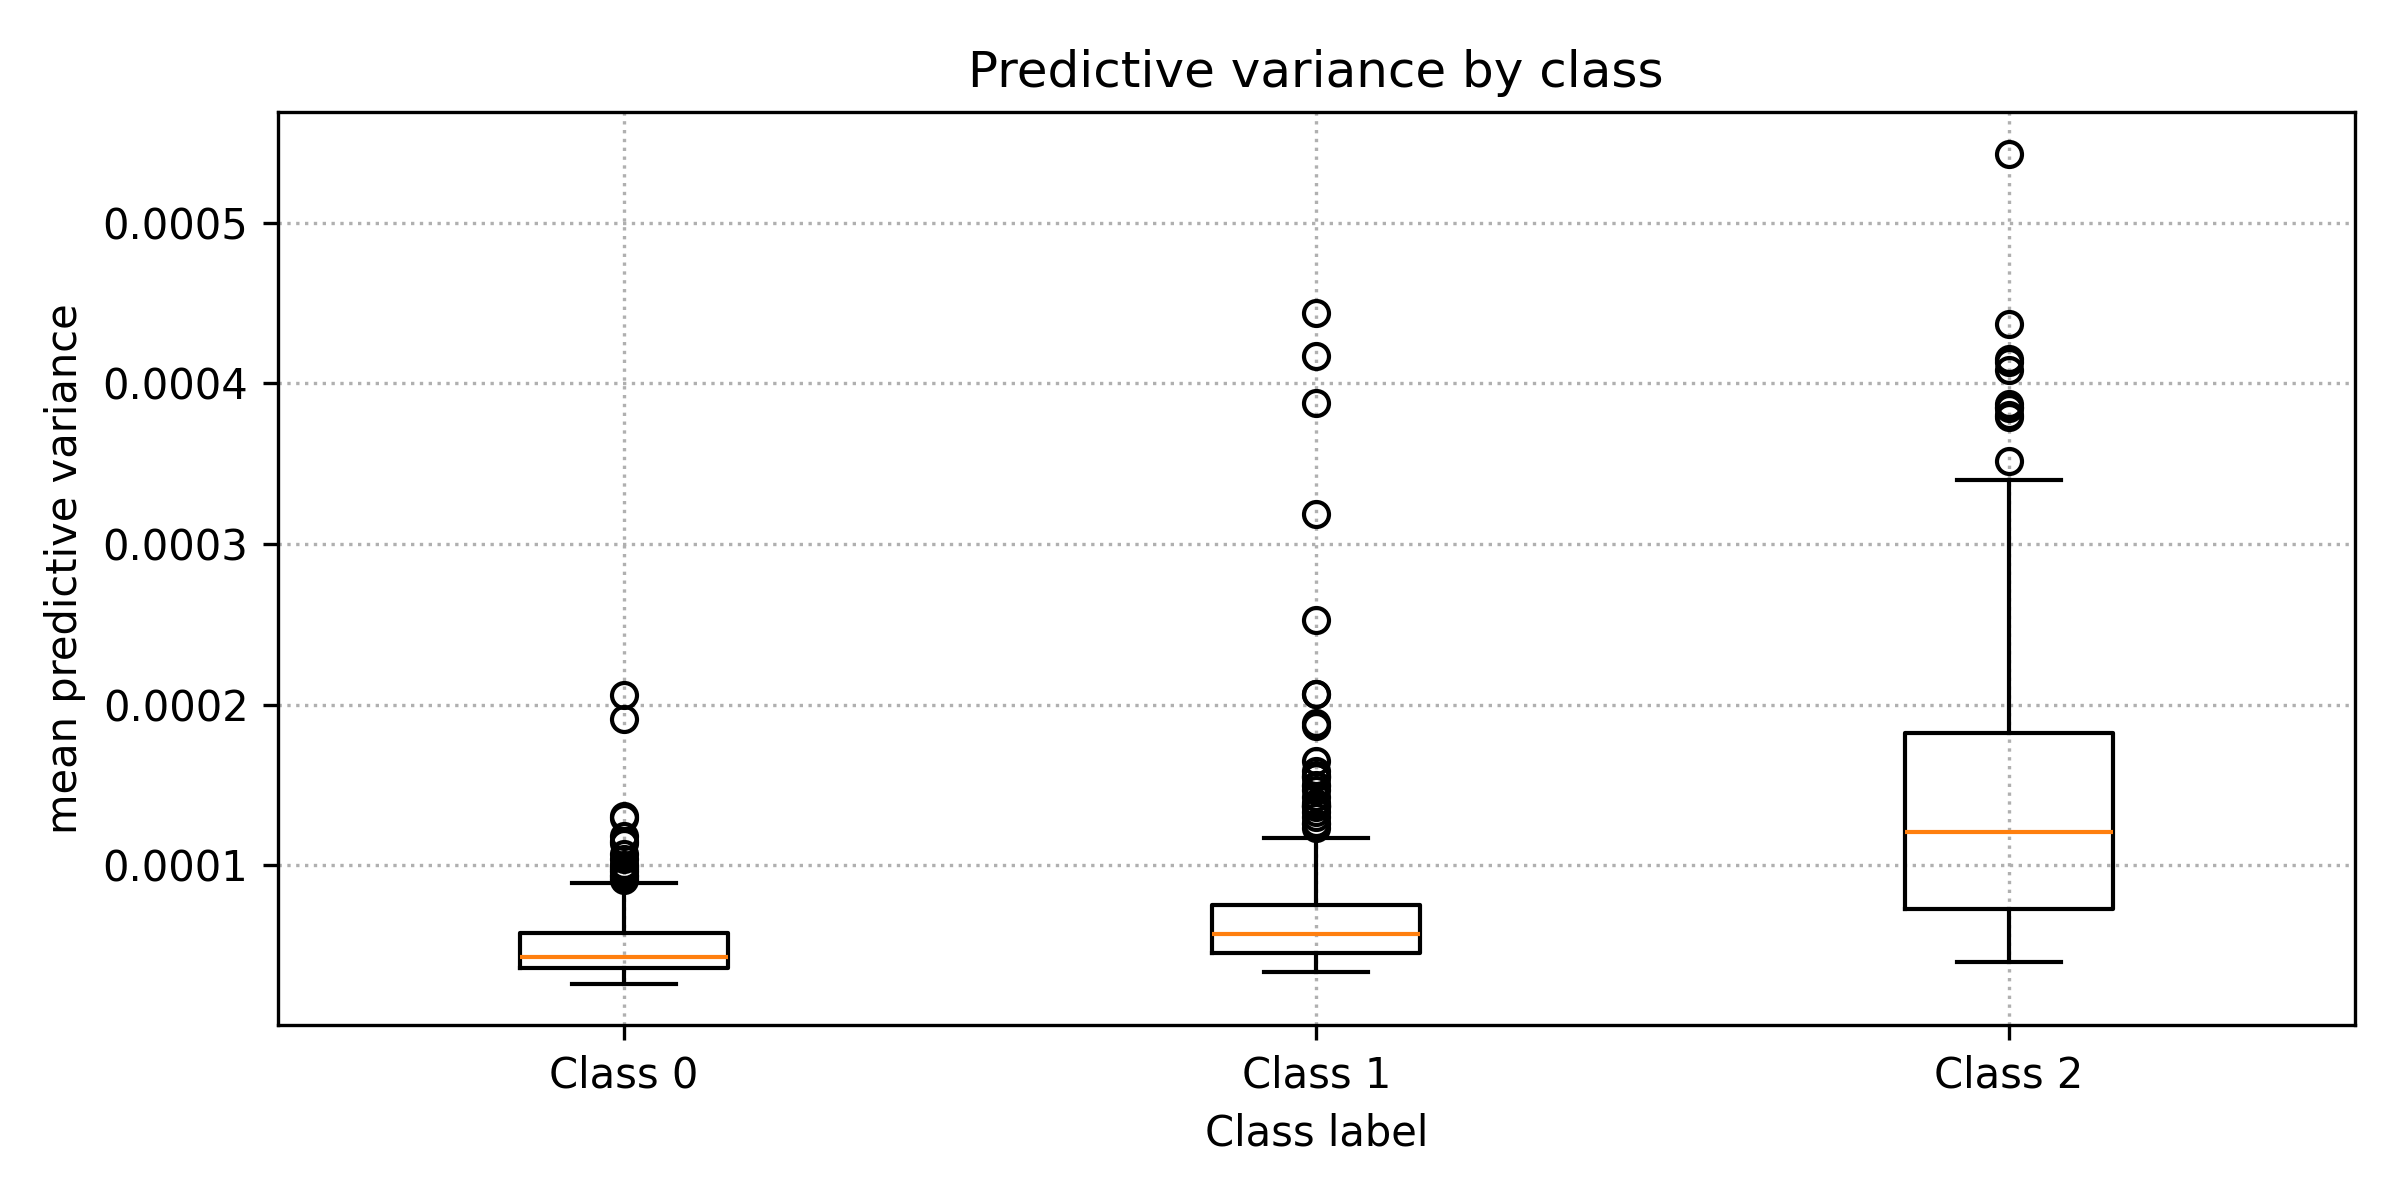 Predictive variance by class
mean predictive variance
0.0005
0.0004
0.0003
0.0002
0.0001
Class 0
Class 1
Class 2
Class label